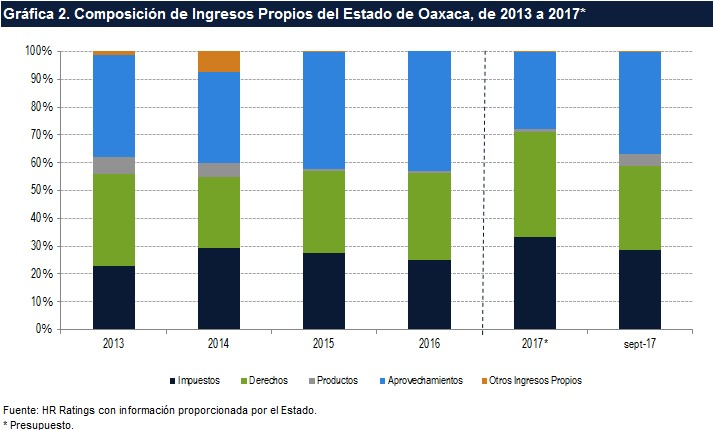 Gráfica 2. Composición de Ingresos Propios del Estado de Oaxaca, de 2013 a 2017*
100%
90%
80%
70%
60%
50%
40%
30%
20%
10%
0%
2013 2014 2015 2016 2017* sept-17
Impuestos Derechos Productos Aprovechamientos Otros Ingresos Propios
Fuente: HR Ratings con información proporcionada por el Estado.
* Presupuesto.